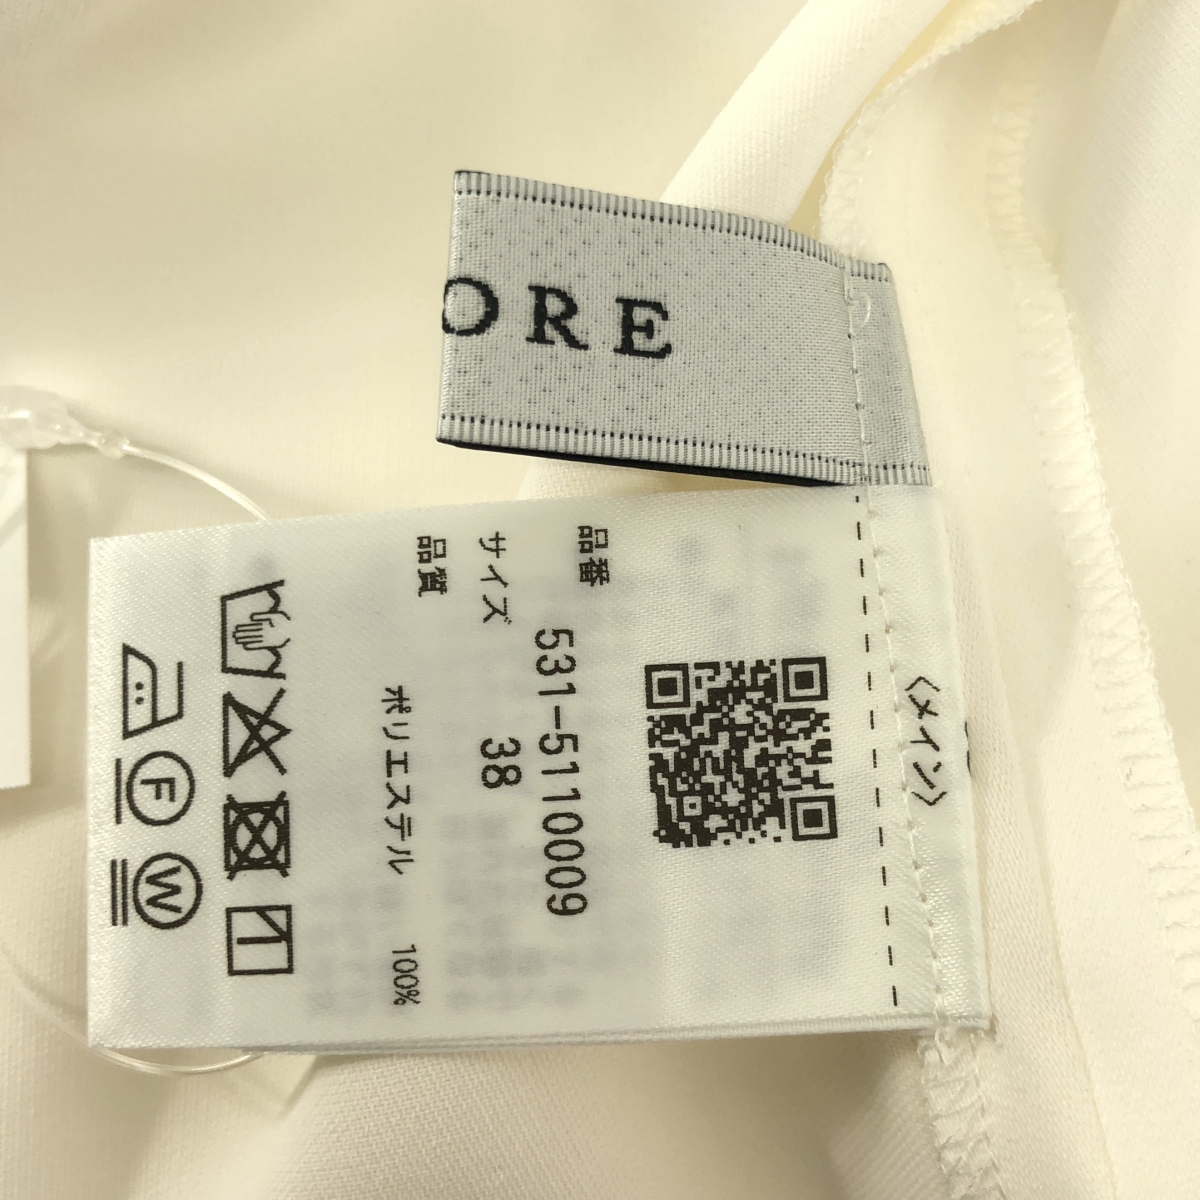 ORE
〈メイン〉
品番
531-5110009
サイズ 38
品質
ポリエステル 100%
F
W